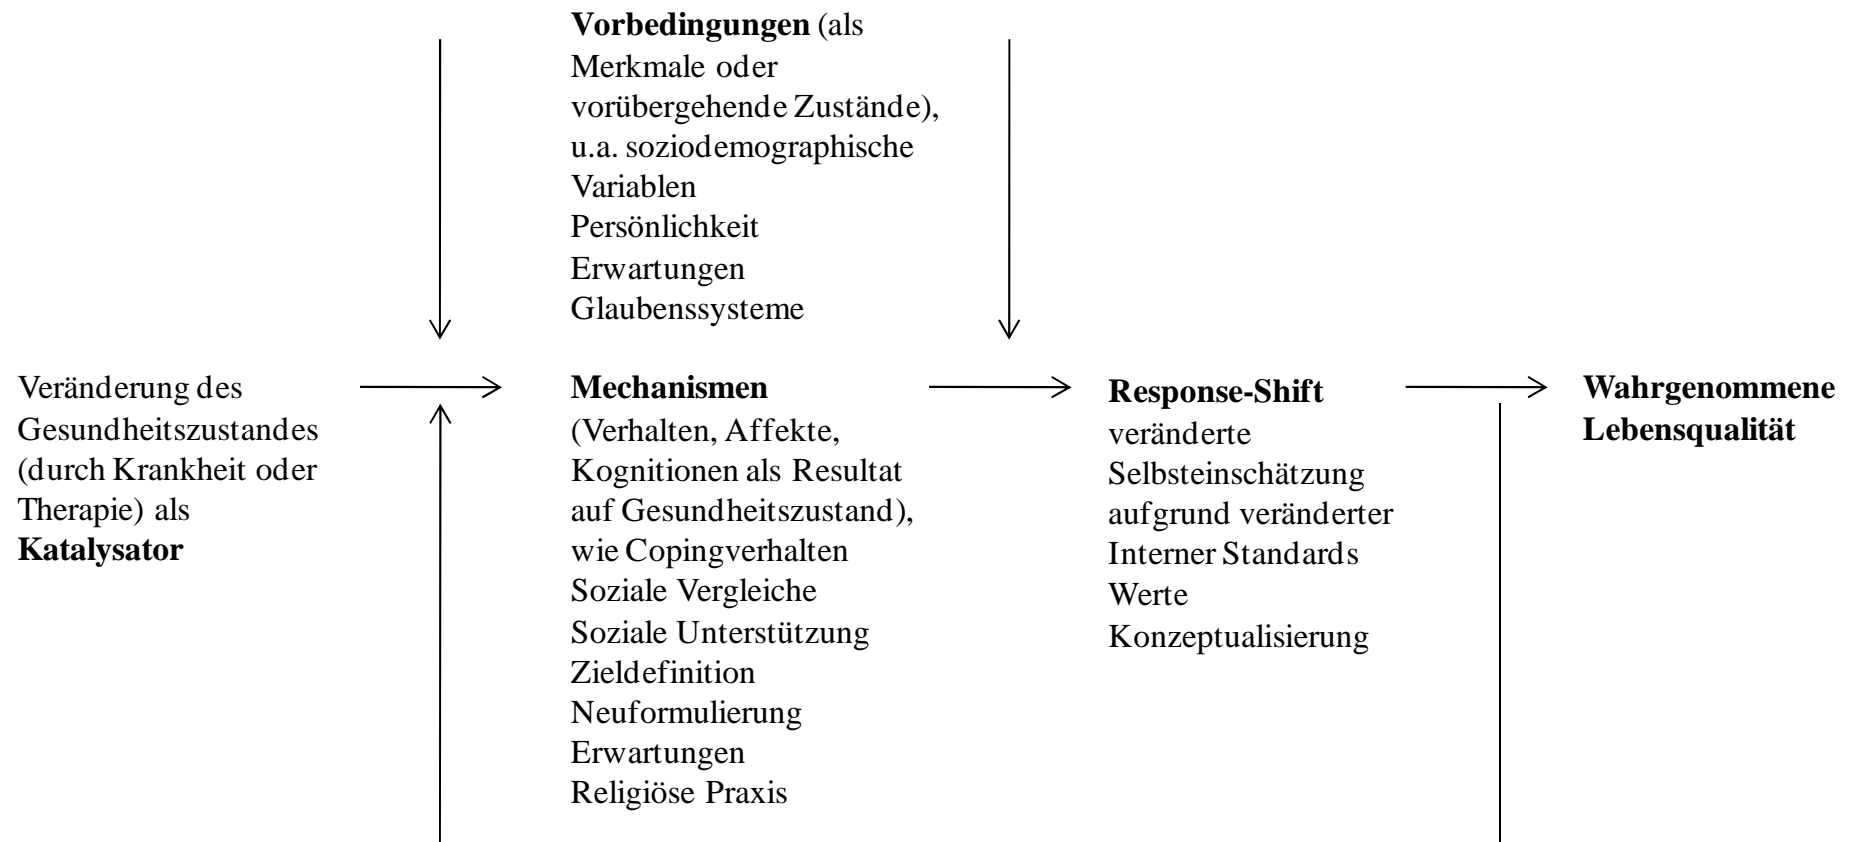 Vorbedingungen (als
Merkmale oder
vorübergehende Zustände),
u.a. soziodemographische
Variablen
Persönlichkeit
Erwartungen
Glaubenssysteme
Veränderung des
Gesundheitszustandes
(durch Krankheit oder
Therapie) als
Katalysator
Mechanismen
(Verhalten, Affekte,
Kognitionen als Resultat
auf Gesundheitszustand),
wie Copingverhalten
Soziale Vergleiche
Soziale Unterstützung
Zieldefinition
Neuformulierung
Erwartungen
Religiöse Praxis
Response-Shift
veränderte
Selbsteinschätzung
aufgrund veränderter
Interner Standards
Werte
Konzeptualisierung
Wahrgenommene
Lebensqualität